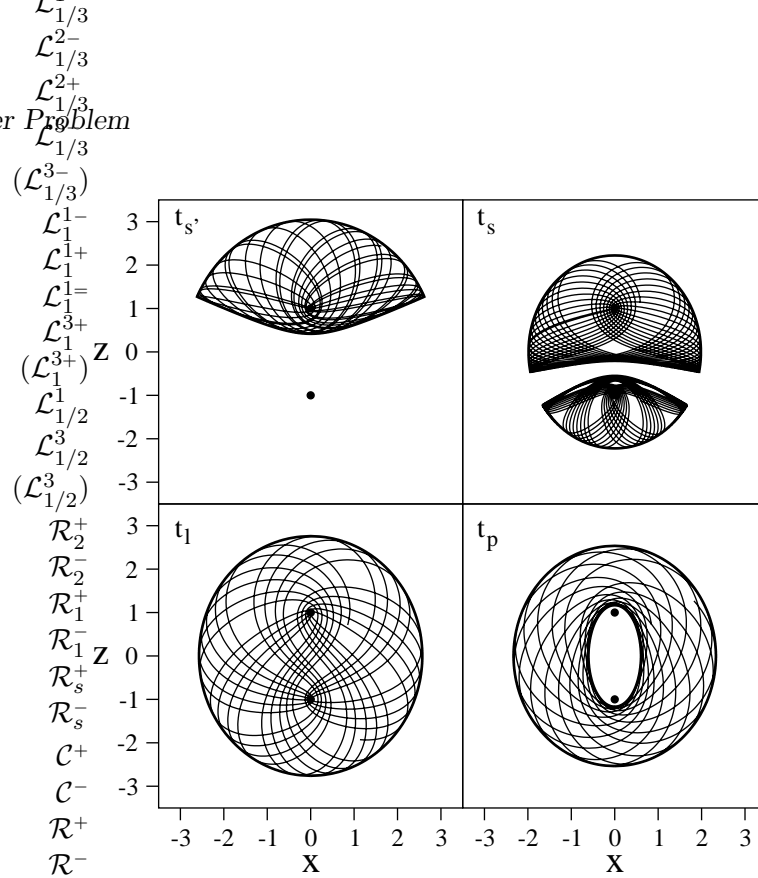 $\mathcal{L}_{1/3}^{2-}$
$\mathcal{L}_{1/3}^{2+}$
er Problem
$(\mathcal{L}_{1/3}^{3-})$
$\mathcal{L}_{1}^{1-}$
$\mathcal{L}_{1}^{1+}$
$\mathcal{L}_{1}^{1=}$
$\mathcal{L}_{1}^{3+}$
$(\mathcal{L}_{1}^{3+})$
$\mathcal{L}_{1/2}^{1}$
$\mathcal{L}_{1/2}^{3}$
$(\mathcal{L}_{1/2}^{3})$
$\mathcal{R}_{2}^{+}$
$\mathcal{R}_{2}^{-}$
$\mathcal{R}_{1}^{+}$
$\mathcal{R}_{1}^{-}$
$\mathcal{R}_{s}^{+}$
$\mathcal{R}_{s}^{-}$
$\mathcal{C}^{+}$
$\mathcal{C}^{-}$
$\mathcal{R}^{+}$
$\mathcal{R}^{-}$
t_s'
t_s
3
2
1
z 0
-1
-2
-3
t_l
t_p
3
2
1
z 0
-1
-2
-3
-3 -2 -1 0 1 2 3 -3 -2 -1 0 1 2 3
x x